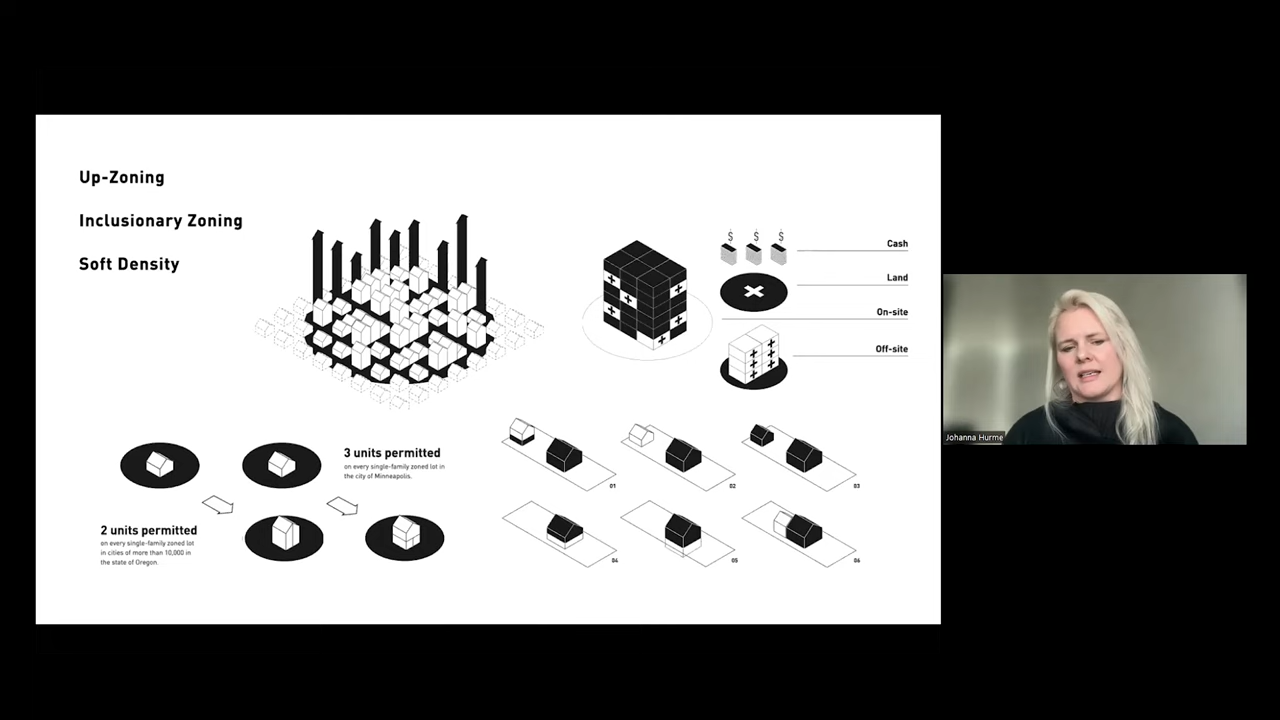 Up-Zoning
Inclusionary Zoning
Soft Density
$ $ $
Cash
Land
On-site
Off-site
3 units permitted
on every single-family zoned lot in
the city of Minneapolis.
2 units permitted
on every single-family zoned lot
in cities of more than 10,000 in
the state of Oregon.
01
02
03
04
05
06
Johanna Hurme